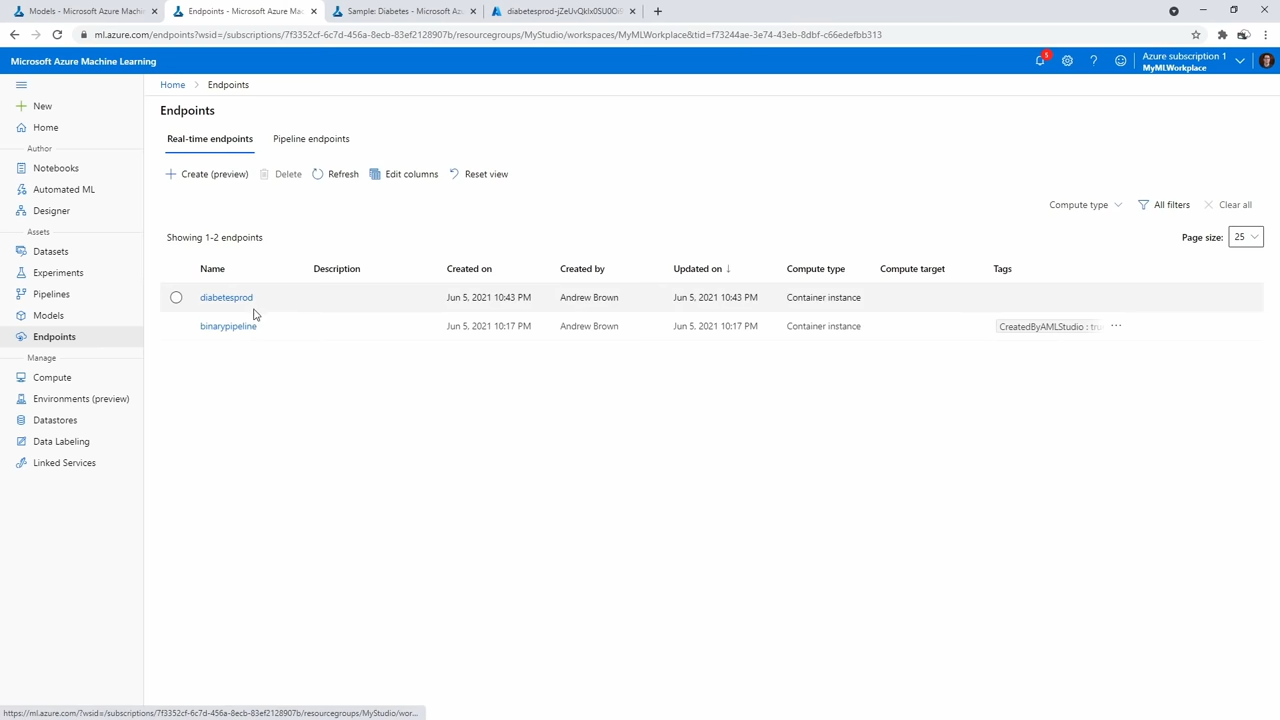 Models - Microsoft Azure Machin
Endpoints - Microsoft Azure Mac
Sample: Diabetes - Microsoft Az
diabetesprod-jZeUvQkIx0SU0Oi
ml.azure.com/endpoints?wsid=/subscriptions/7f3352cf-6c7d-456a-8ecb-83ef2128907b/resourcegroups/MyStudio/workspaces/MyMLWorkplace&tid=f73244ae-3e74-43eb-8dbf-c66edefbb313
Microsoft Azure Machine Learning
5
Azure subscription 1
MyMLWorkplace
Home > Endpoints
New
Home
Author
Notebooks
Automated ML
Designer
Assets
Datasets
Experiments
Pipelines
Models
Endpoints
Manage
Compute
Environments (preview)
Datastores
Data Labeling
Linked Services
Endpoints
Real-time endpoints Pipeline endpoints
Create (preview) Delete Refresh Edit columns Reset view
Compute type All filters Clear all
Showing 1-2 endpoints Page size: 25
Name Description Created on Created by Updated on ↓ Compute type Compute target Tags
diabetesprod Jun 5, 2021 10:43 PM Andrew Brown Jun 5, 2021 10:43 PM Container instance
binarypipeline Jun 5, 2021 10:17 PM Andrew Brown Jun 5, 2021 10:17 PM Container instance CreatedByAMLStudio : tru ...
https://ml.azure.com/?wsid=/subscriptions/7f3352cf-6c7d-456a-8ecb-83ef2128907b/resourcegroups/MyStudio/wor...